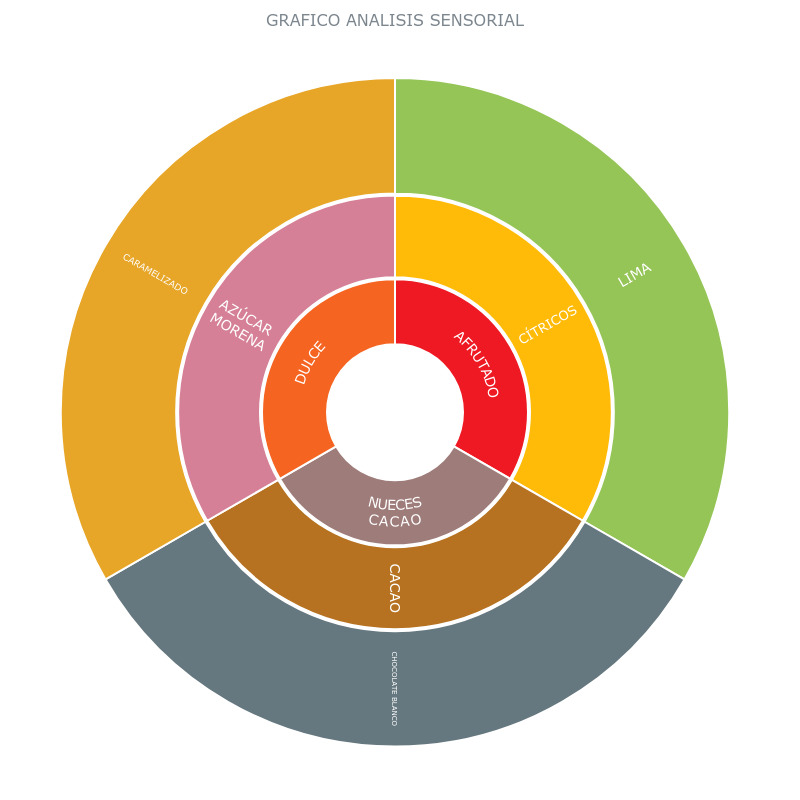 GRAFICO ANALISIS SENSORIAL
AFRUTADO
CÍTRICOS
LIMA
NUECES
CACAO
CACAO
CHOCOLATE BLANCO
DULCE
AZÚCAR
MORENA
CARAMELIZADO